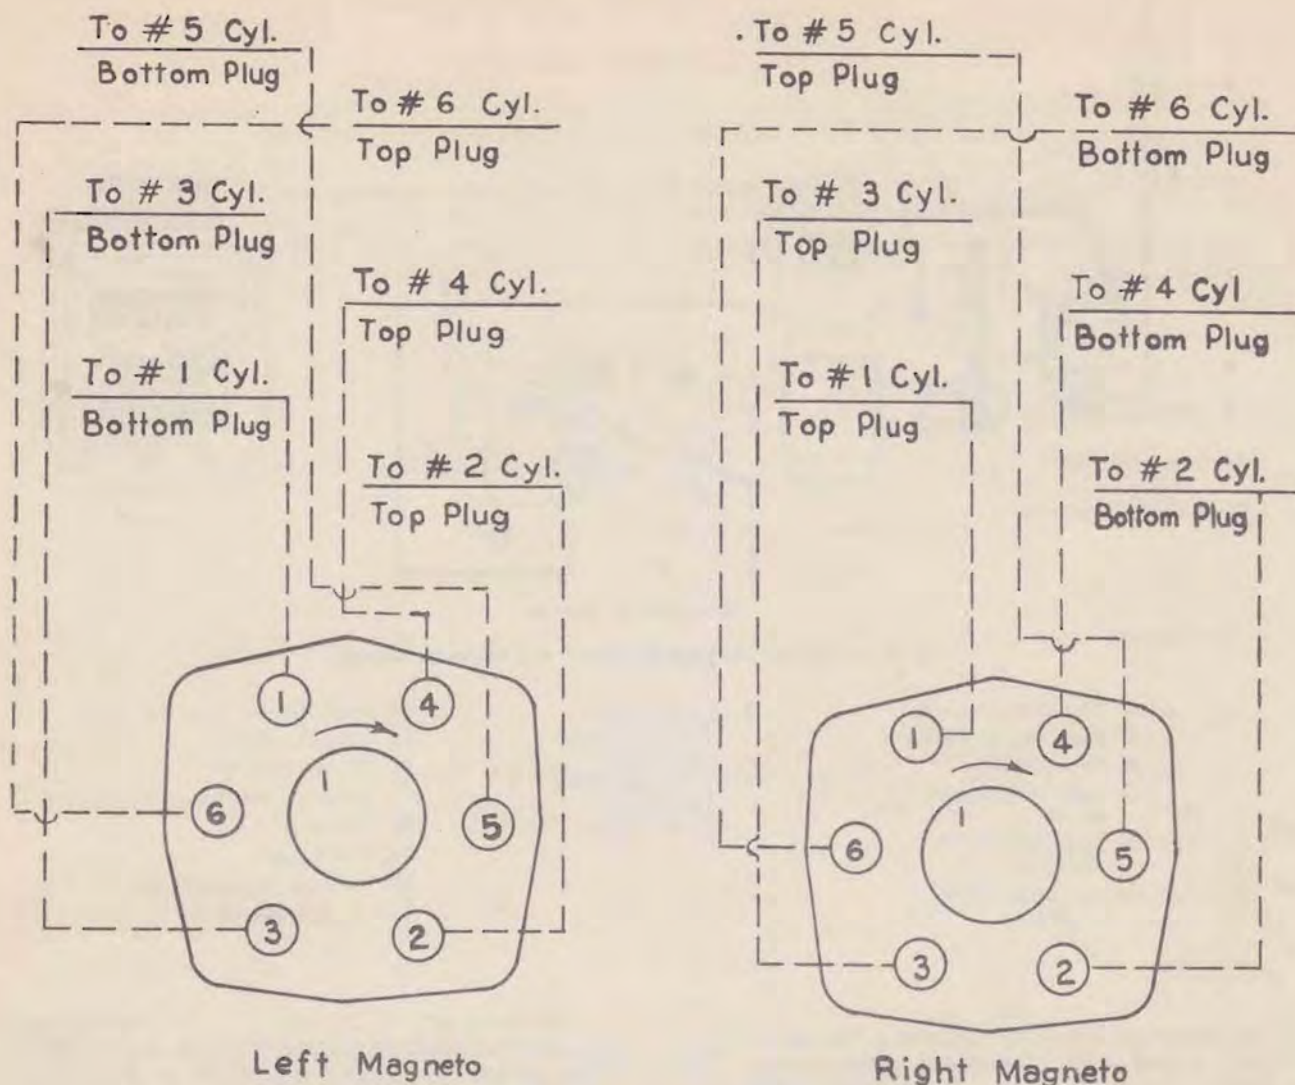 To # 5 Cyl.
Bottom Plug
To # 6 Cyl.
Top Plug
To # 3 Cyl.
Bottom Plug
To # 4 Cyl.
Top Plug
To # 1 Cyl.
Bottom Plug
To # 2 Cyl.
Top Plug
1
4
1
6
5
3
2
Left Magneto
To # 5 Cyl.
Top Plug
To # 6 Cyl.
Bottom Plug
To # 3 Cyl.
Top Plug
To # 4 Cyl
Bottom Plug
To #1 Cyl.
Top Plug
To # 2 Cyl.
Bottom Plug
1
4
1
6
5
3
2
Right Magneto